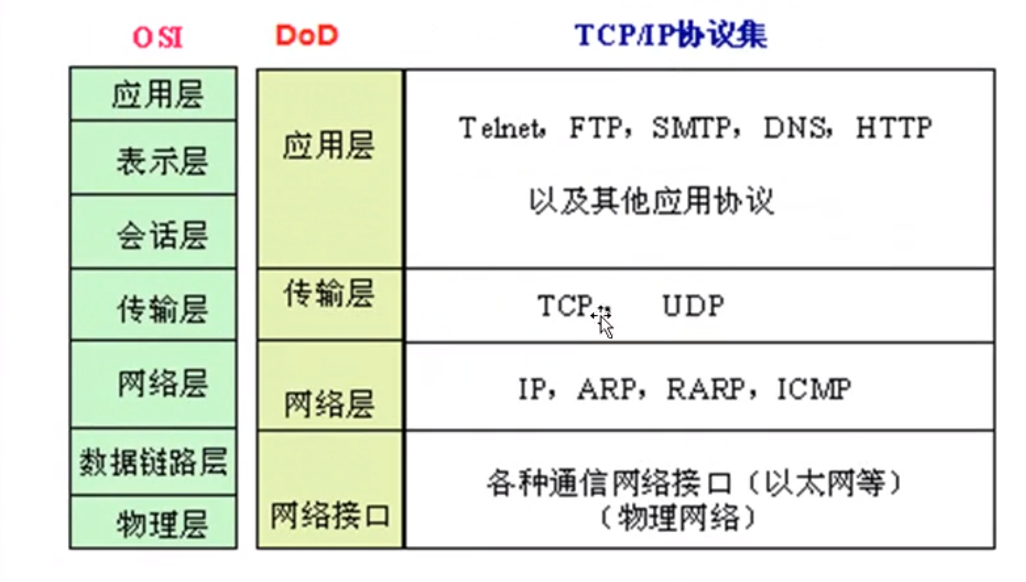 OSI DoD TCP/IP协议集
应用层
表示层
会话层
传输层
网络层
数据链路层
物理层
应用层
传输层
网络层
网络接口
Telnet，FTP，SMTP，DNS，HTTP
以及其他应用协议
TCP， UDP
IP，ARP，RARP，ICMP
各种通信网络接口（以太网等）
（物理网络）